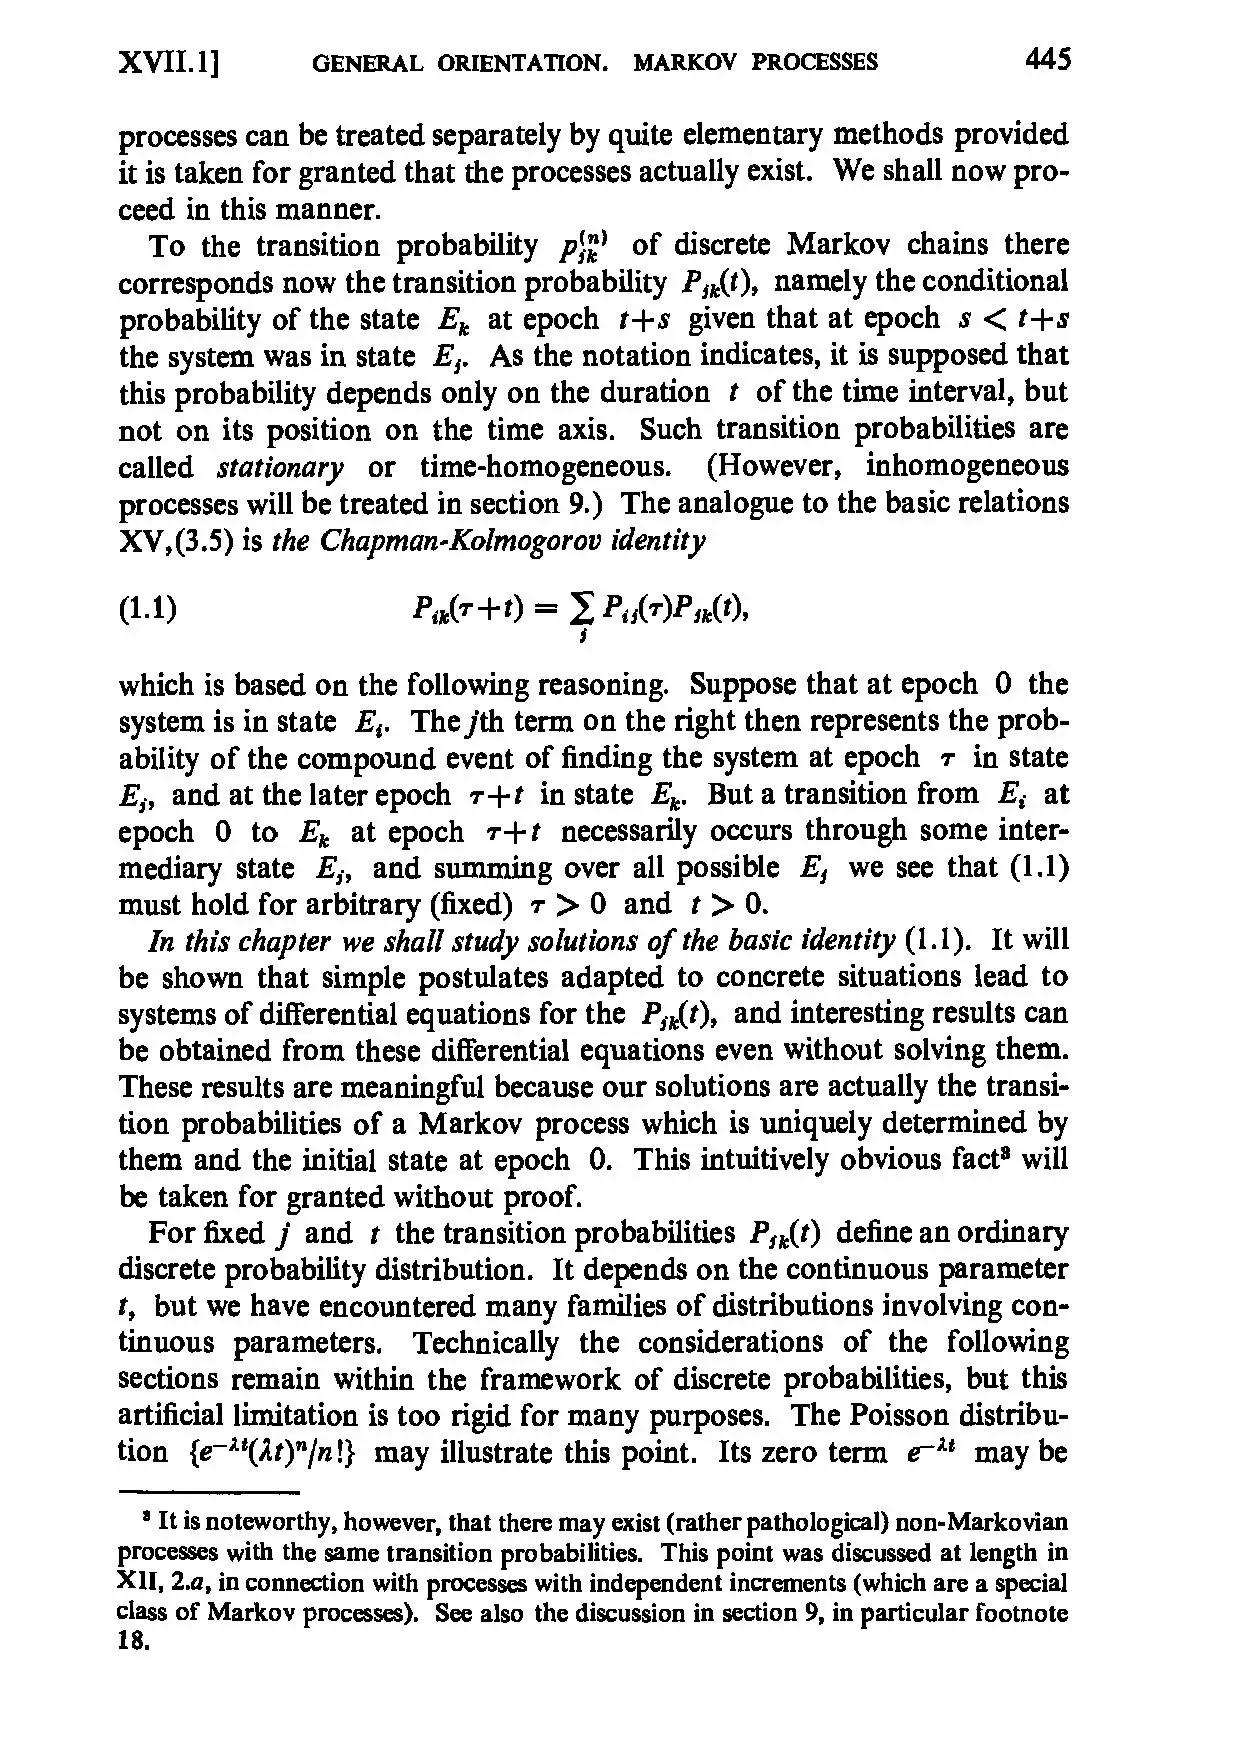 XVII.1] GENERAL ORIENTATION. MARKOV PROCESSES 445
processes can be treated separately by quite elementary methods provided
it is taken for granted that the processes actually exist. We shall now pro-
ceed in this manner.
To the transition probability p_{jk}^{(n)} of discrete Markov chains there
corresponds now the transition probability P_{jk}(t), namely the conditional
probability of the state E_k at epoch t+s given that at epoch s < t+s
the system was in state E_j. As the notation indicates, it is supposed that
this probability depends only on the duration t of the time interval, but
not on its position on the time axis. Such transition probabilities are
called stationary or time-homogeneous. (However, inhomogeneous
processes will be treated in section 9.) The analogue to the basic relations
XV,(3.5) is the Chapman-Kolmogorov identity
(1.1) P_{ik}(τ+t) = ∑_j P_{ij}(τ)P_{jk}(t),
which is based on the following reasoning. Suppose that at epoch 0 the
system is in state E_i. The jth term on the right then represents the prob-
ability of the compound event of finding the system at epoch τ in state
E_j, and at the later epoch τ+t in state E_k. But a transition from E_i at
epoch 0 to E_k at epoch τ+t necessarily occurs through some inter-
mediary state E_j, and summing over all possible E_j we see that (1.1)
must hold for arbitrary (fixed) τ > 0 and t > 0.
In this chapter we shall study solutions of the basic identity (1.1). It will
be shown that simple postulates adapted to concrete situations lead to
systems of differential equations for the P_{jk}(t), and interesting results can
be obtained from these differential equations even without solving them.
These results are meaningful because our solutions are actually the transi-
tion probabilities of a Markov process which is uniquely determined by
them and the initial state at epoch 0. This intuitively obvious fact³ will
be taken for granted without proof.
For fixed j and t the transition probabilities P_{jk}(t) define an ordinary
discrete probability distribution. It depends on the continuous parameter
t, but we have encountered many families of distributions involving con-
tinuous parameters. Technically the considerations of the following
sections remain within the framework of discrete probabilities, but this
artificial limitation is too rigid for many purposes. The Poisson distribu-
tion {e^{-λt}(λt)^n/n!} may illustrate this point. Its zero term e^{-λt} may be
³ It is noteworthy, however, that there may exist (rather pathological) non-Markovian
processes with the same transition probabilities. This point was discussed at length in
XII, 2.a, in connection with processes with independent increments (which are a special
class of Markov processes). See also the discussion in section 9, in particular footnote
18.